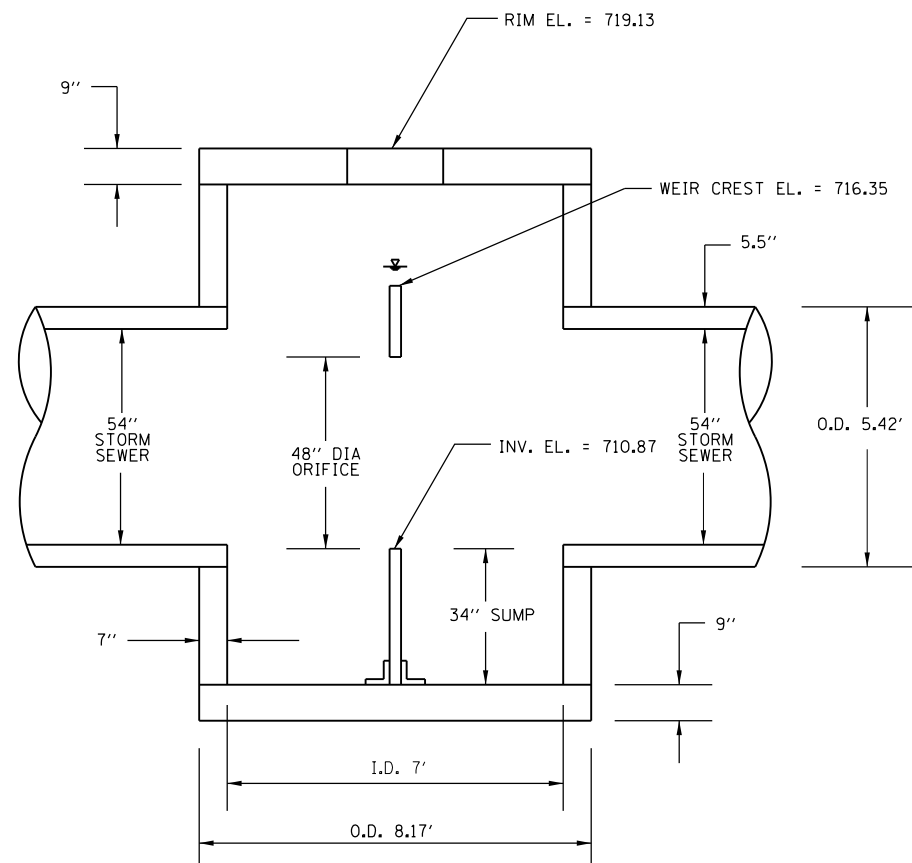 RIM EL. = 719.13
9''
WEIR CREST EL. = 716.35
5.5''
54''
STORM
SEWER
48'' DIA
ORIFICE
INV. EL. = 710.87
54''
STORM
SEWER
O.D. 5.42'
34'' SUMP
7''
9''
I.D. 7'
O.D. 8.17'